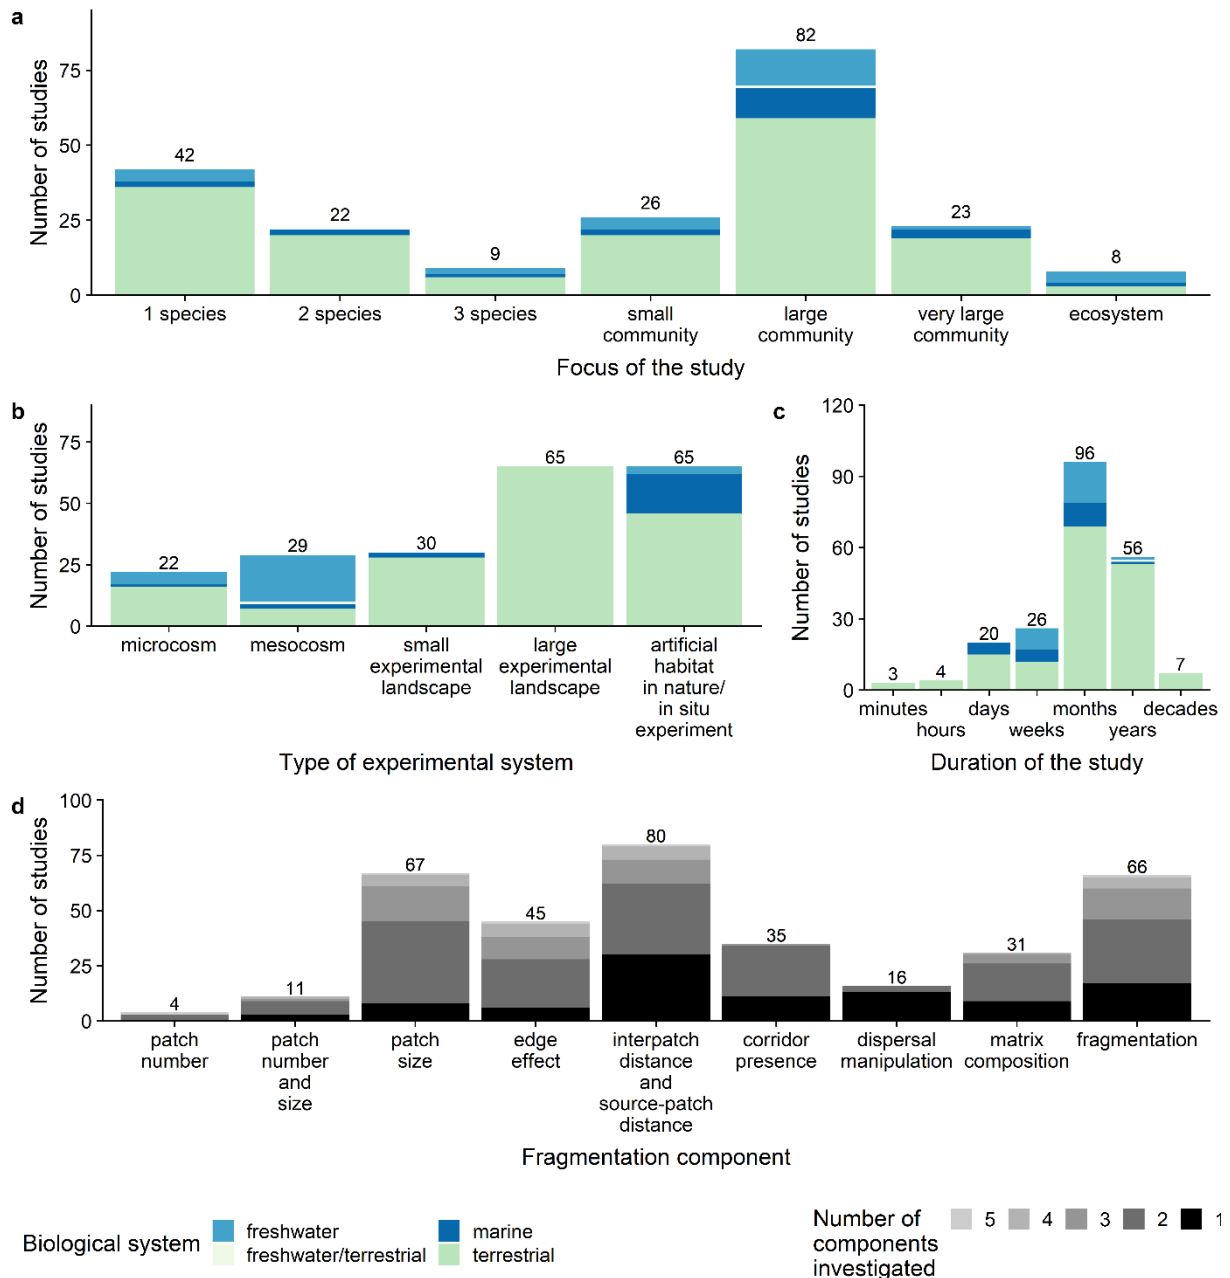 a
Number of studies
75
50
25
0
42
22
9
26
82
23
8
1 species
2 species
3 species
small
community
large
community
very large
community
ecosystem
Focus of the study
b
Number of studies
75
50
25
0
22
29
30
65
65
microcosm
mesocosm
small
experimental
landscape
large
experimental
landscape
artificial
habitat
in nature/
in situ
experiment
Type of experimental system
c
Number of studies
120
90
60
30
0
3
4
20
26
96
56
7
minutes
hours
days
weeks
months
years
decades
Duration of the study
d
Number of studies
100
75
50
25
0
4
11
67
45
80
35
16
31
66
patch
number
patch
number
and
size
patch
size
edge
effect
interpatch
distance
and
source-patch
distance
corridor
presence
dispersal
manipulation
matrix
composition
fragmentation
Fragmentation component
Biological system
freshwater
freshwater/terrestrial
marine
terrestrial
Number of
components
investigated
5
4
3
2
1